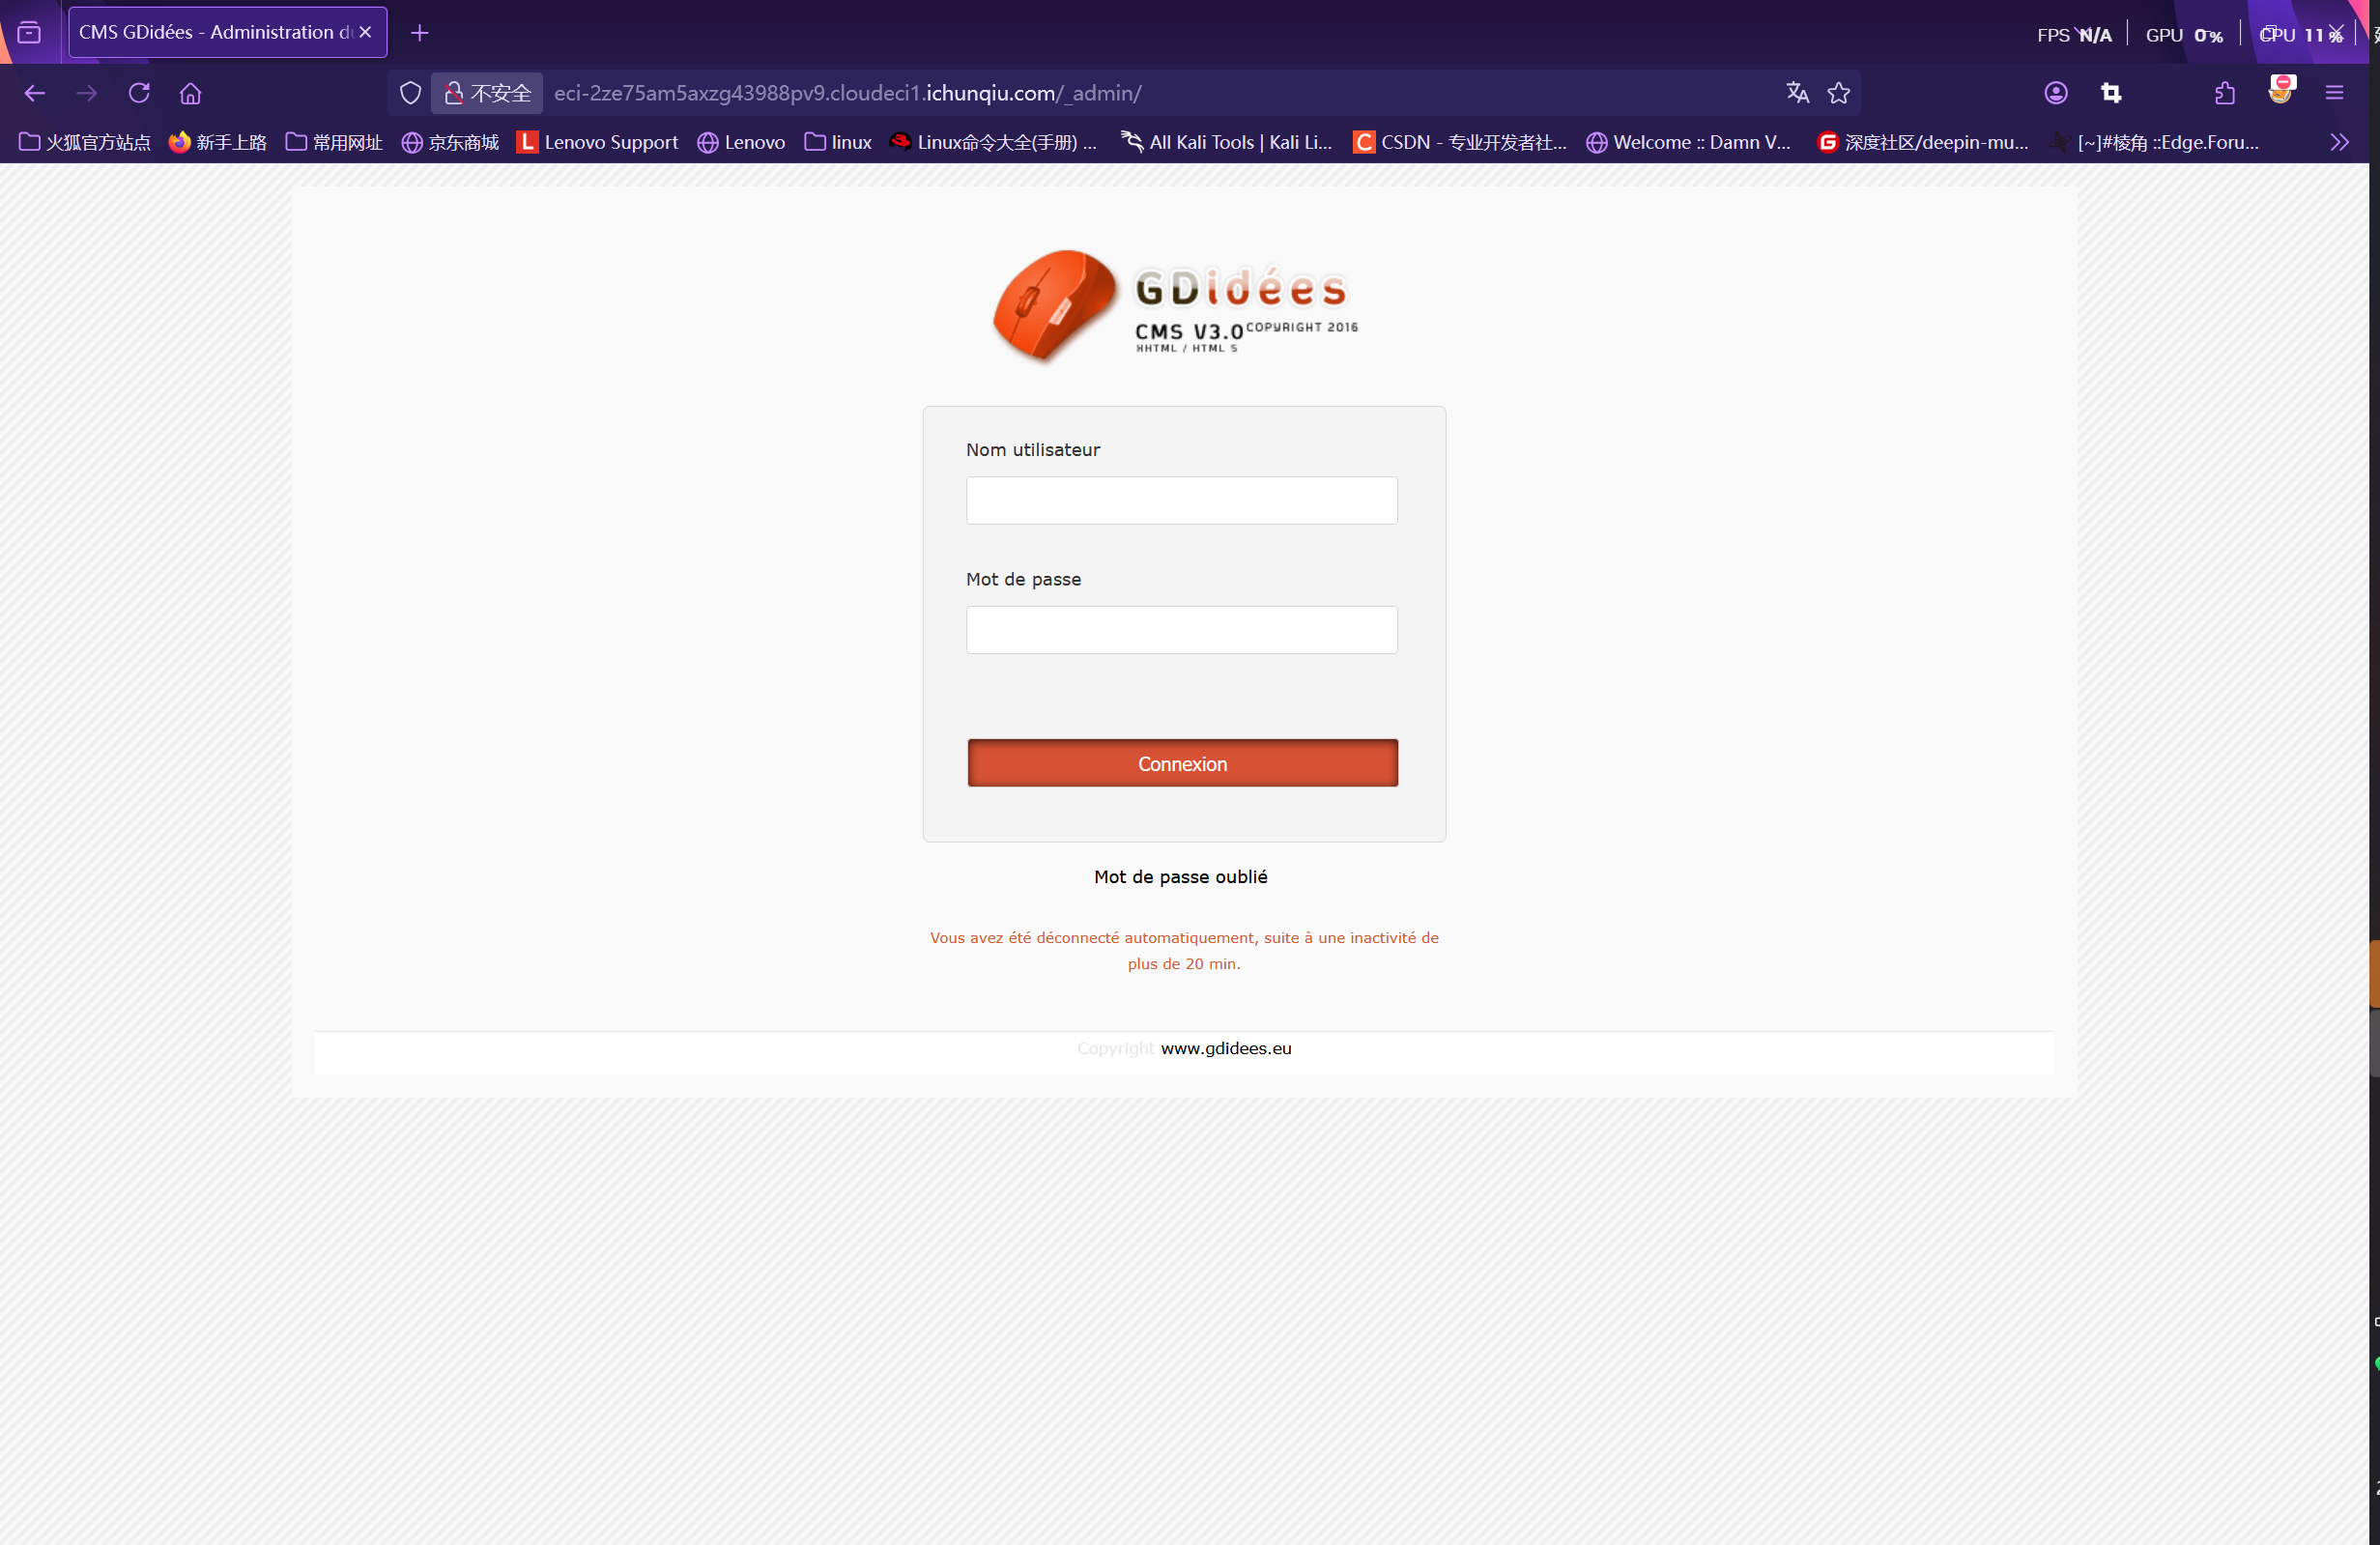 CMS GDidées - Administration d
FPS N/A GPU 0% CPU 11%
不安全 eci-2ze75am5axzg43988pv9.cloudeci1.ichunqiu.com/_admin/
火狐官方站点 新手上路 常用网址 京东商城 Lenovo Support Lenovo linux Linux命令大全(手册) ... All Kali Tools | Kali Li... CSDN - 专业开发者社... Welcome :: Damn V... 深度社区/deepin-mu... [~]#棱角 ::Edge.Foru...
GDidées
CMS V3.0 COPYRIGHT 2016
XHTML / HTML 5
Nom utilisateur
Mot de passe
Connexion
Mot de passe oublié
Vous avez été déconnecté automatiquement, suite à une inactivité de
plus de 20 min.
Copyright www.gdidees.eu